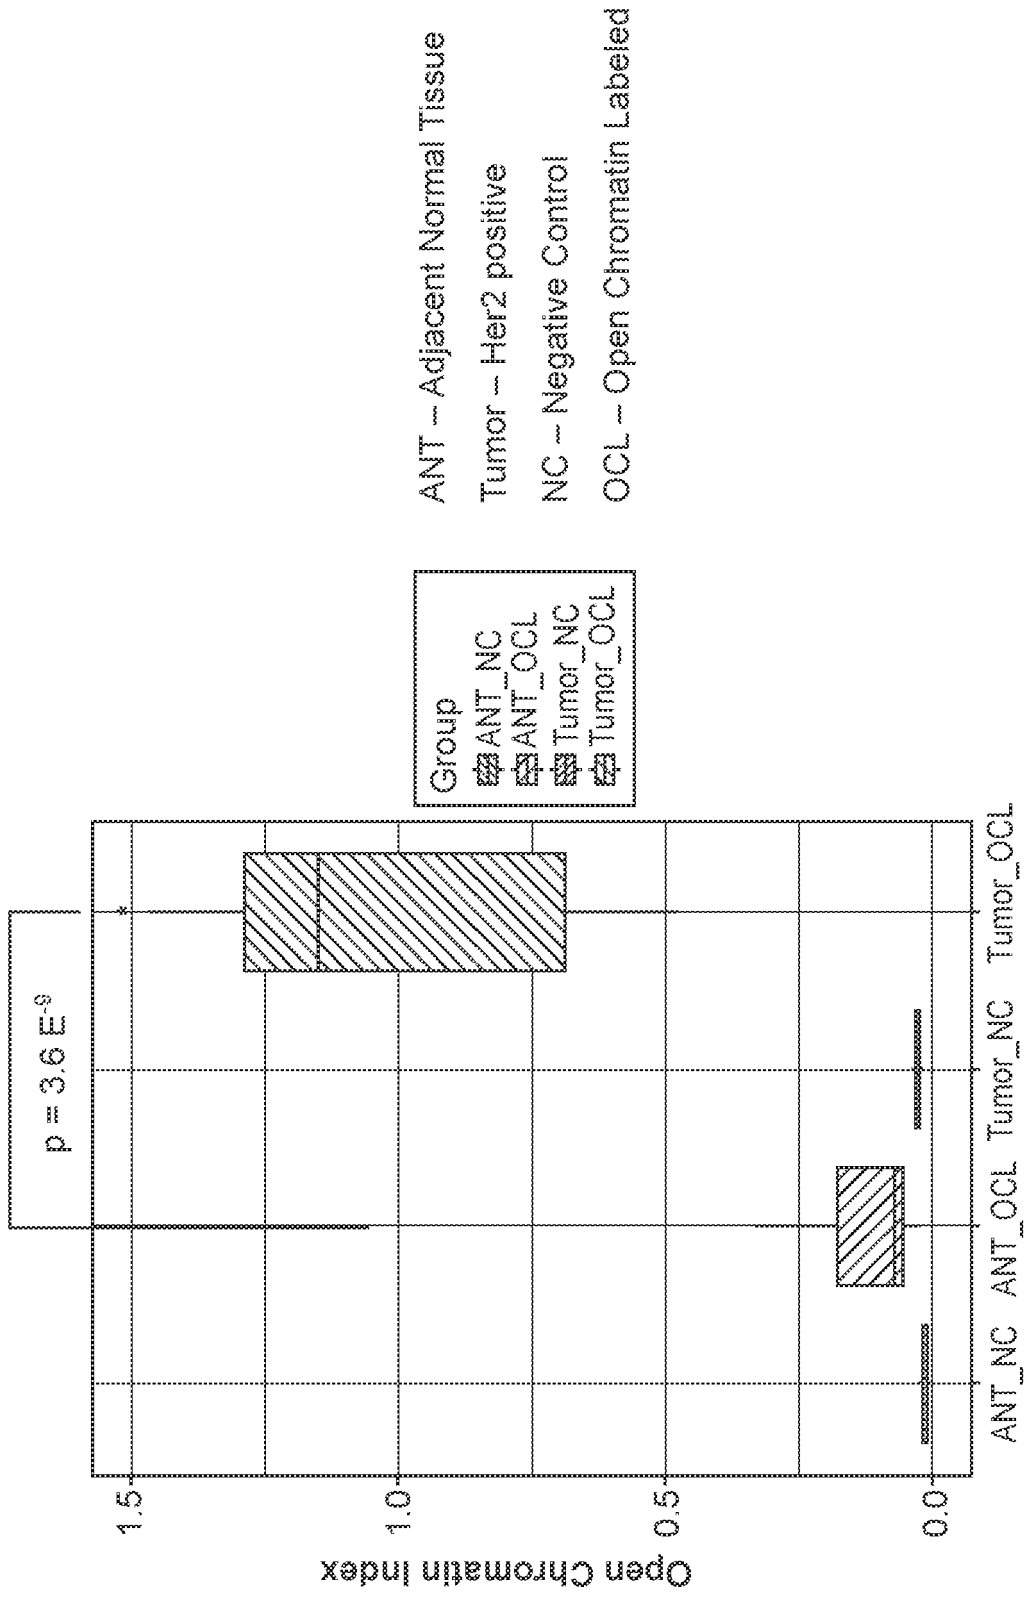 p = 3.6 E-9
Open Chromatin Index
1.5
1.0
0.5
0.0
ANT_NC
ANT_OCL
Tumor_NC
Tumor_OCL
Group
ANT_NC
ANT_OCL
Tumor_NC
Tumor_OCL
ANT – Adjacent Normal Tissue
Tumor – Her2 positive
NC – Negative Control
OCL – Open Chromatin Labeled